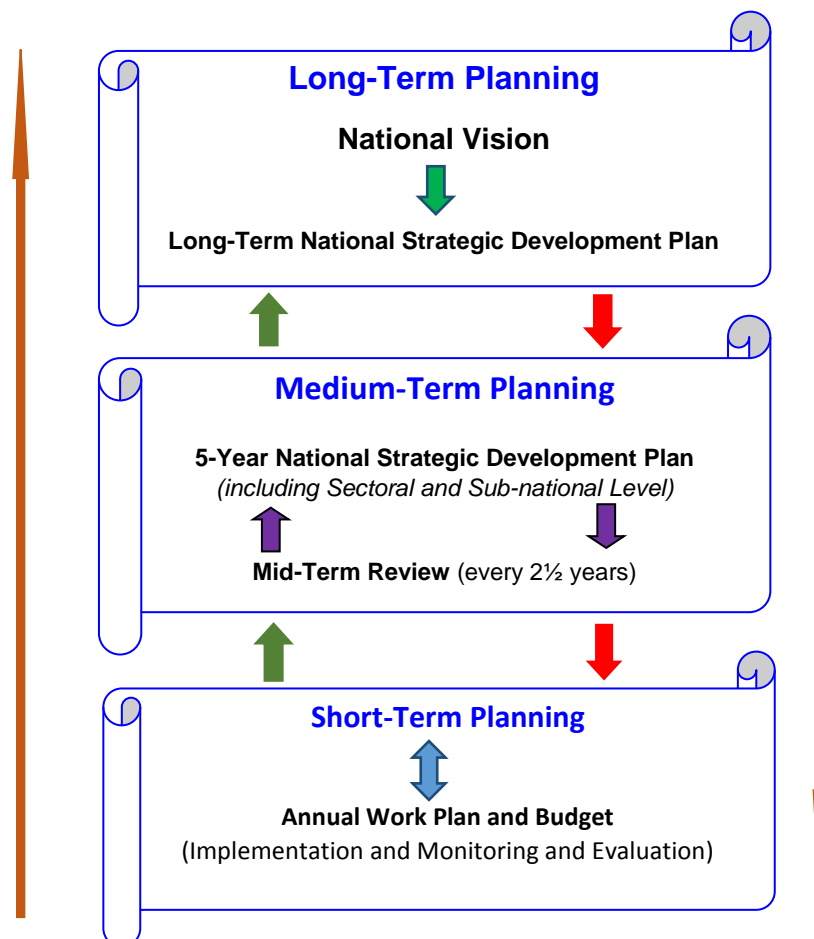 Long-Term Planning
National Vision
Long-Term National Strategic Development Plan
Medium-Term Planning
5-Year National Strategic Development Plan
(including Sectoral and Sub-national Level)
Mid-Term Review (every 2½ years)
Short-Term Planning
Annual Work Plan and Budget
(Implementation and Monitoring and Evaluation)